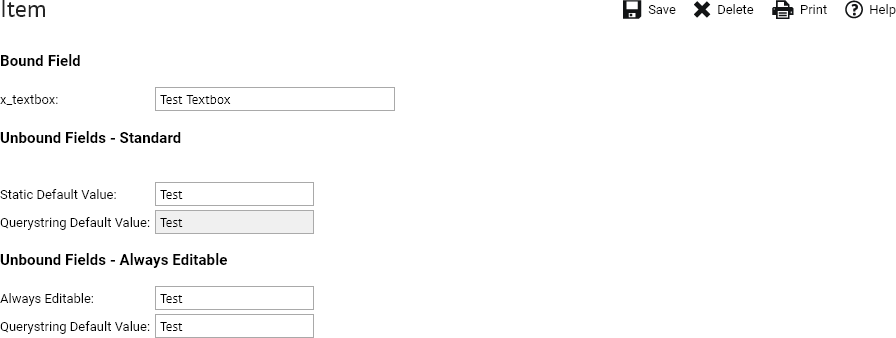 Item Save Delete Print Help
Bound Field
x_textbox: Test Textbox
Unbound Fields - Standard
Static Default Value: Test
Querystring Default Value: Test
Unbound Fields - Always Editable
Always Editable: Test
Querystring Default Value: Test